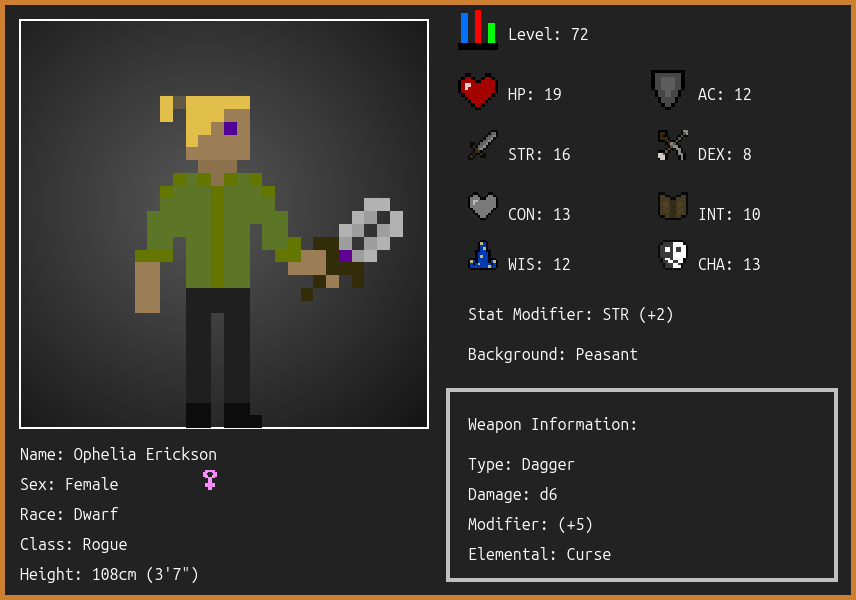 Level: 72
HP: 19
AC: 12
STR: 16
DEX: 8
CON: 13
INT: 10
WIS: 12
CHA: 13
Stat Modifier: STR (+2)
Background: Peasant
Weapon Information:
Type: Dagger
Damage: d6
Modifier: (+5)
Elemental: Curse
Name: Ophelia Erickson
Sex: Female
Race: Dwarf
Class: Rogue
Height: 108cm (3'7")